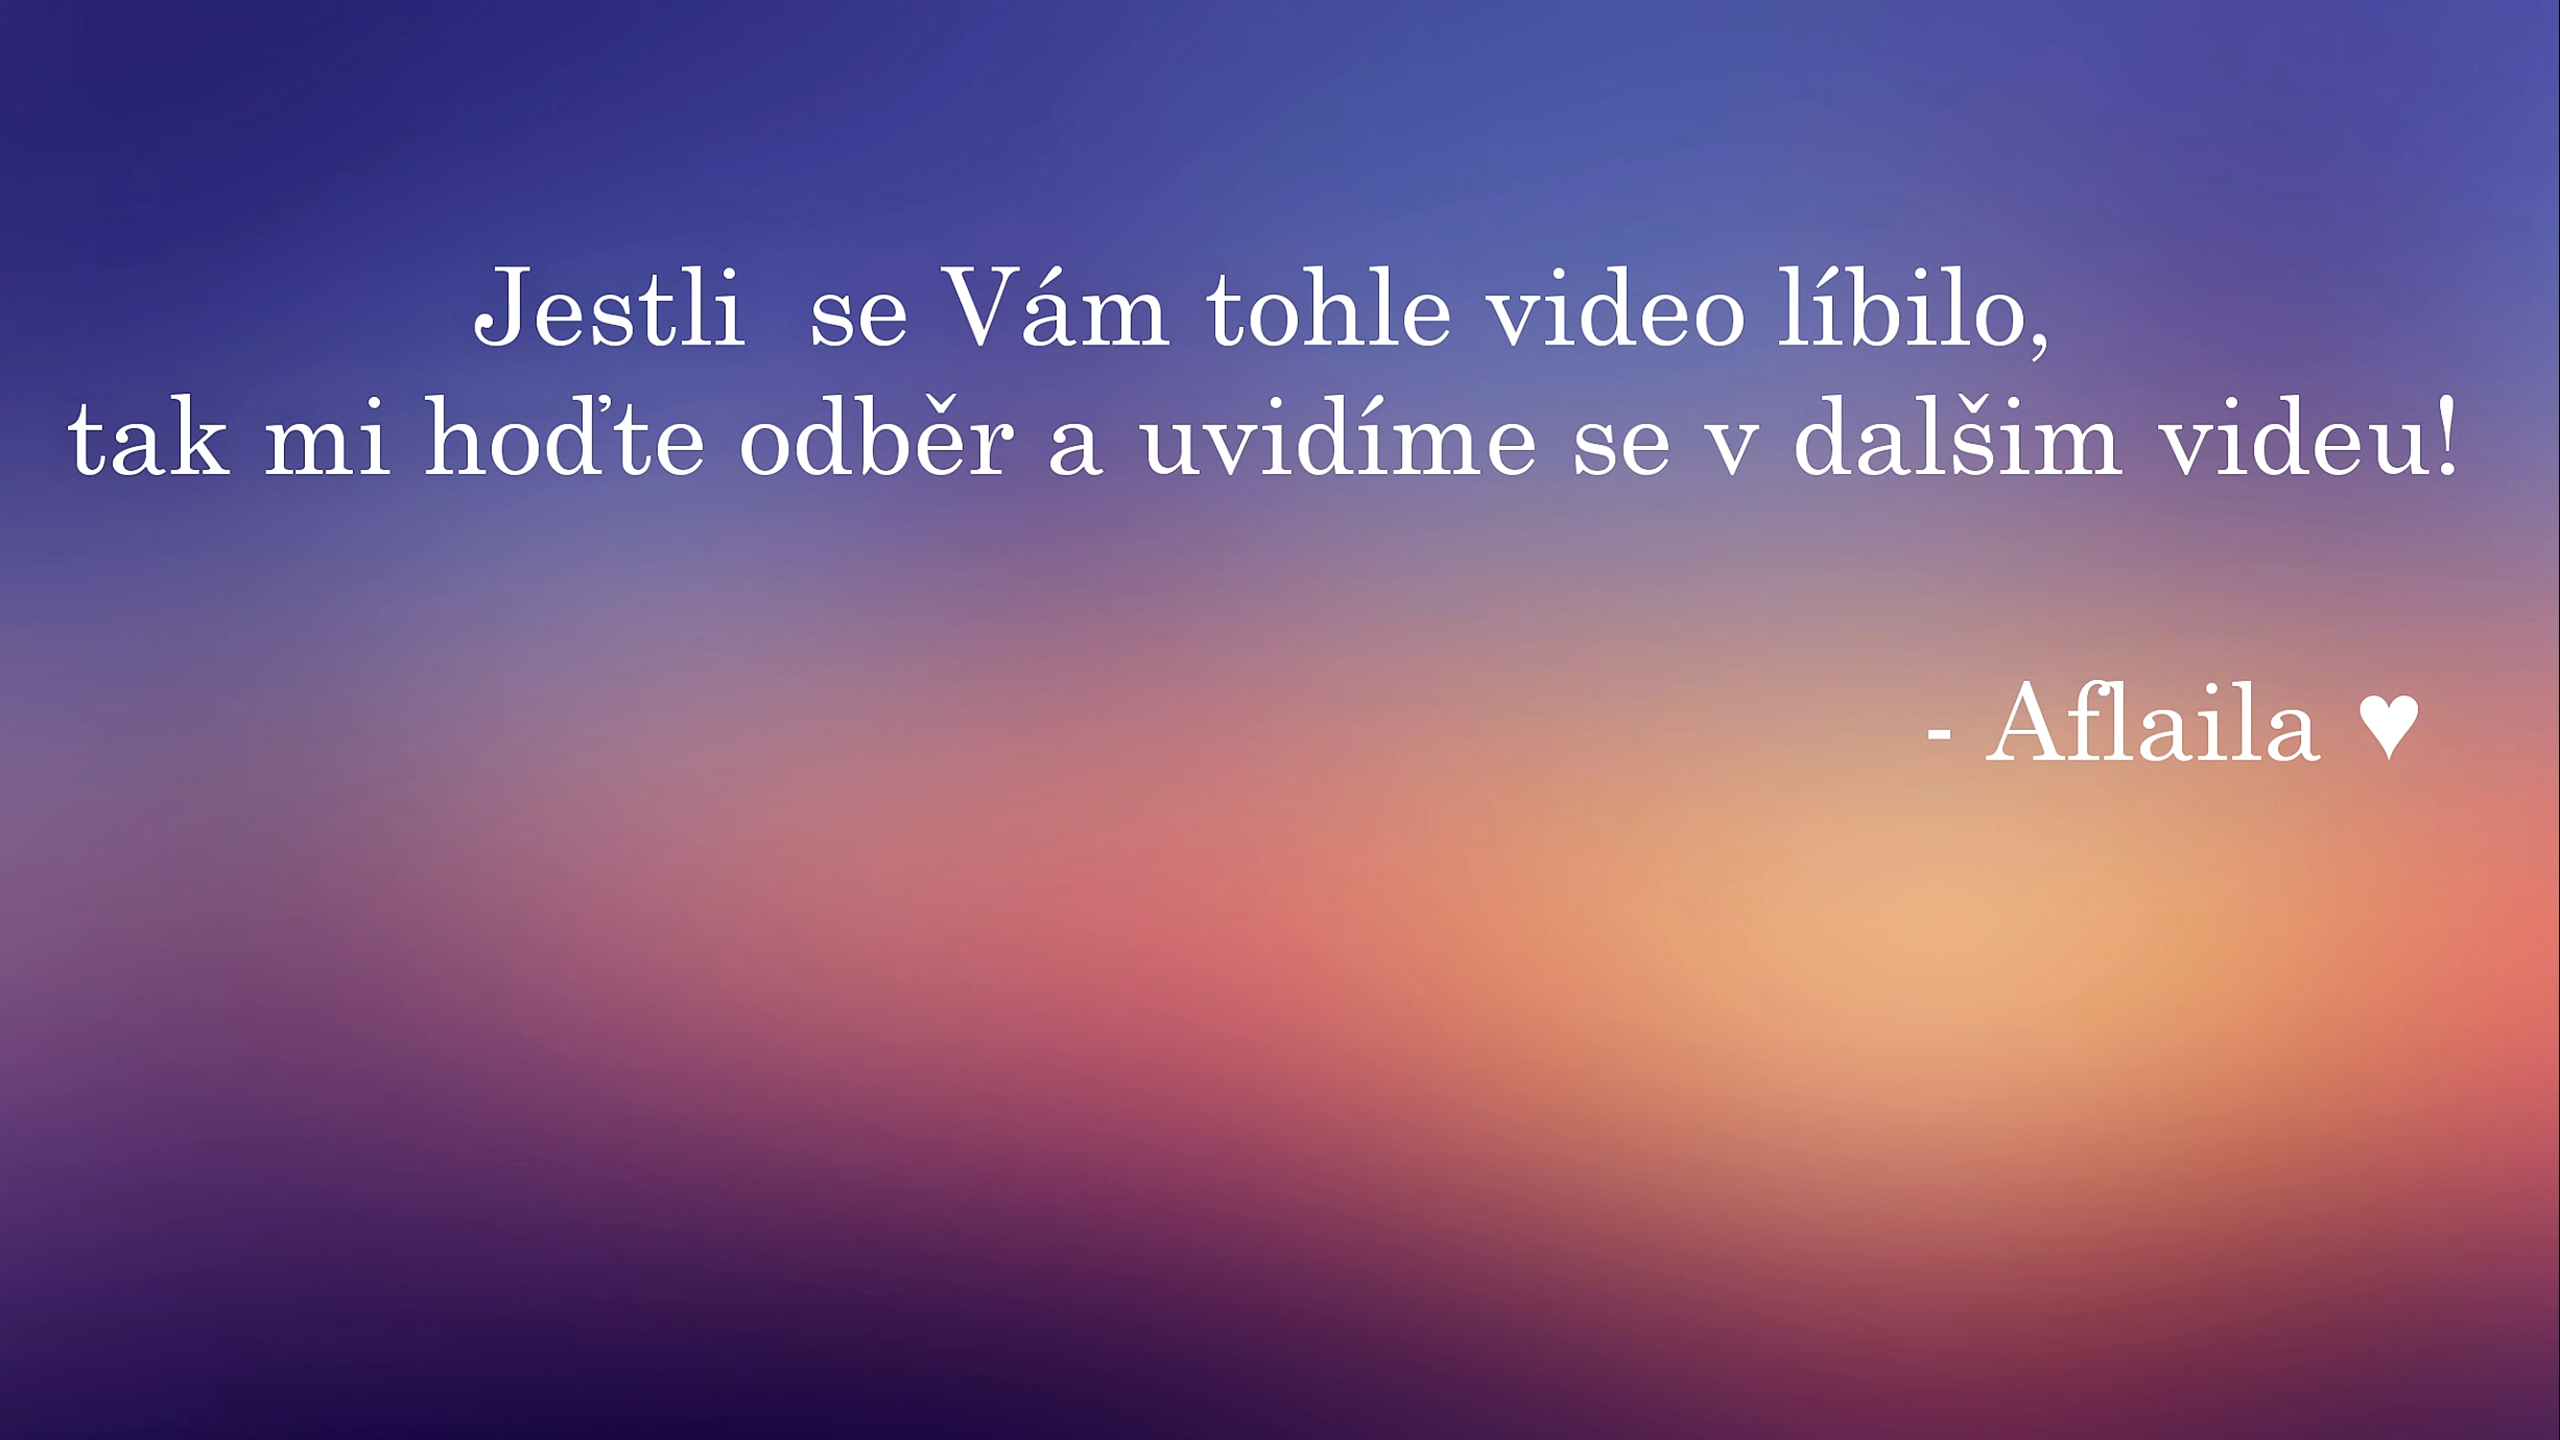 Jestli  se Vám tohle video líbilo,
tak mi hoďte odběr a uvidíme se v dalšim videu!
- Aflaila ♥